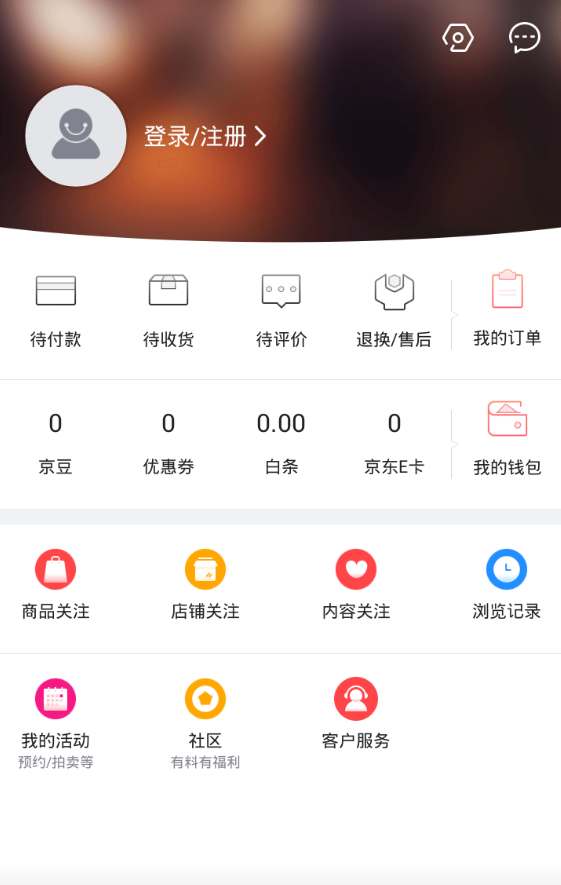 登录/注册
待付款
待收货
待评价
退换/售后
我的订单
0
0
0.00
0
京豆
优惠券
白条
京东E卡
我的钱包
商品关注
店铺关注
内容关注
浏览记录
我的活动
社区
客户服务
预约/拍卖等
有料有福利